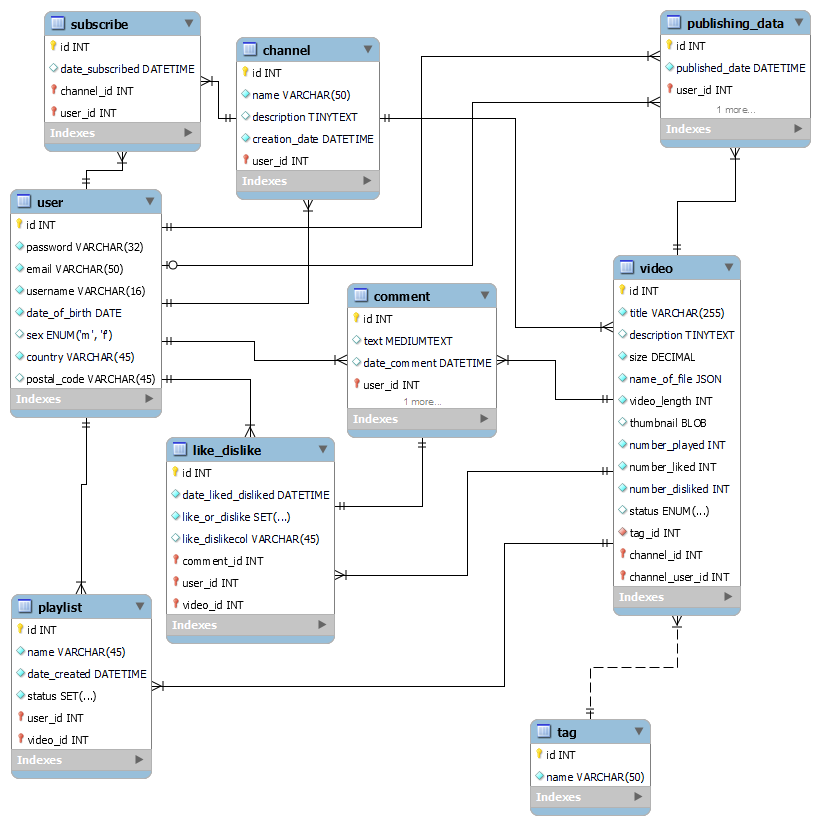 subscribe
id INT
date_subscribed DATETIME
channel_id INT
user_id INT
Indexes
channel
id INT
name VARCHAR(50)
description TINYTEXT
creation_date DATETIME
user_id INT
Indexes
publishing_data
id INT
published_date DATETIME
user_id INT
1 more...
Indexes
user
id INT
password VARCHAR(32)
email VARCHAR(50)
username VARCHAR(16)
date_of_birth DATE
sex ENUM('m', 'f')
country VARCHAR(45)
postal_code VARCHAR(45)
Indexes
comment
id INT
text MEDIUMTEXT
date_comment DATETIME
user_id INT
1 more...
Indexes
video
id INT
title VARCHAR(255)
description TINYTEXT
size DECIMAL
name_of_file JSON
video_length INT
thumbnail BLOB
number_played INT
number_liked INT
number_disliked INT
status ENUM(...)
tag_id INT
channel_id INT
channel_user_id INT
Indexes
like_dislike
id INT
date_liked_disliked DATETIME
like_or_dislike SET(...)
like_dislikecol VARCHAR(45)
comment_id INT
user_id INT
video_id INT
Indexes
playlist
id INT
name VARCHAR(45)
date_created DATETIME
status SET(...)
user_id INT
video_id INT
Indexes
tag
id INT
name VARCHAR(50)
Indexes